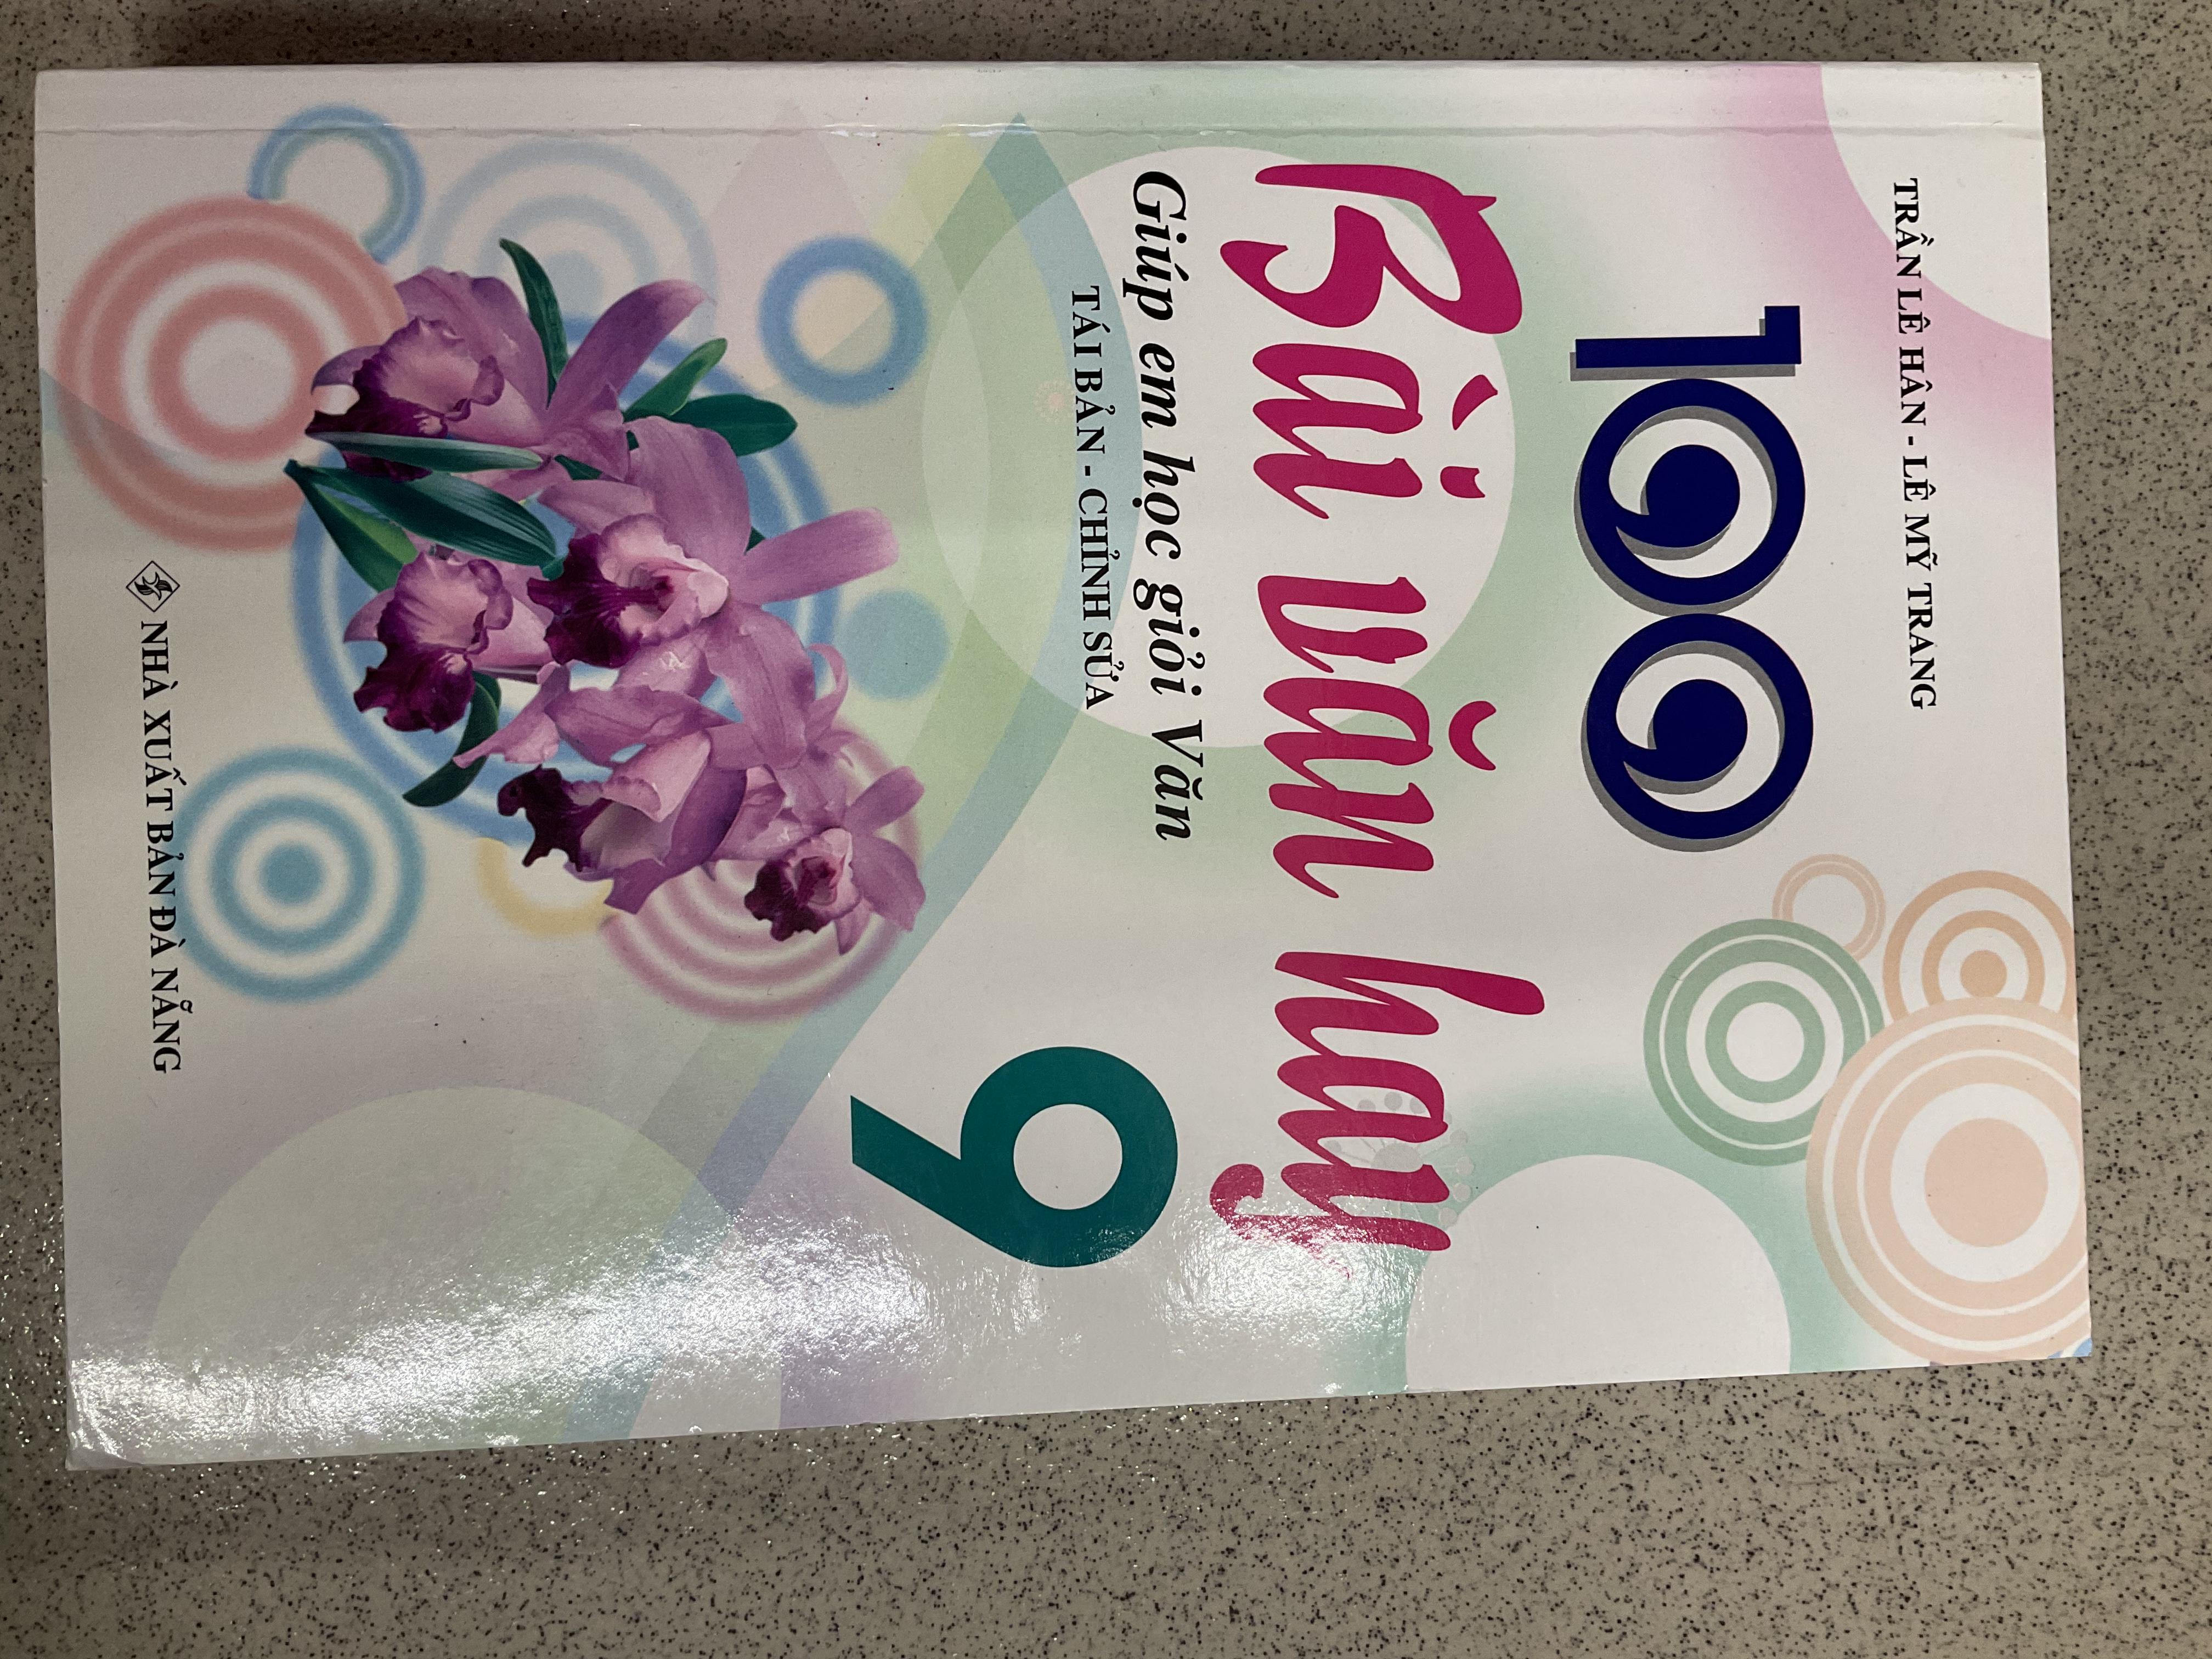 TRẦN LÊ HÂN - LÊ MỸ TRANG
100
Bài văn hay
Giúp em học giỏi Văn
TÁI BẢN - CHỈNH SỬA
9
NHÀ XUẤT BẢN ĐÀ NẴNG